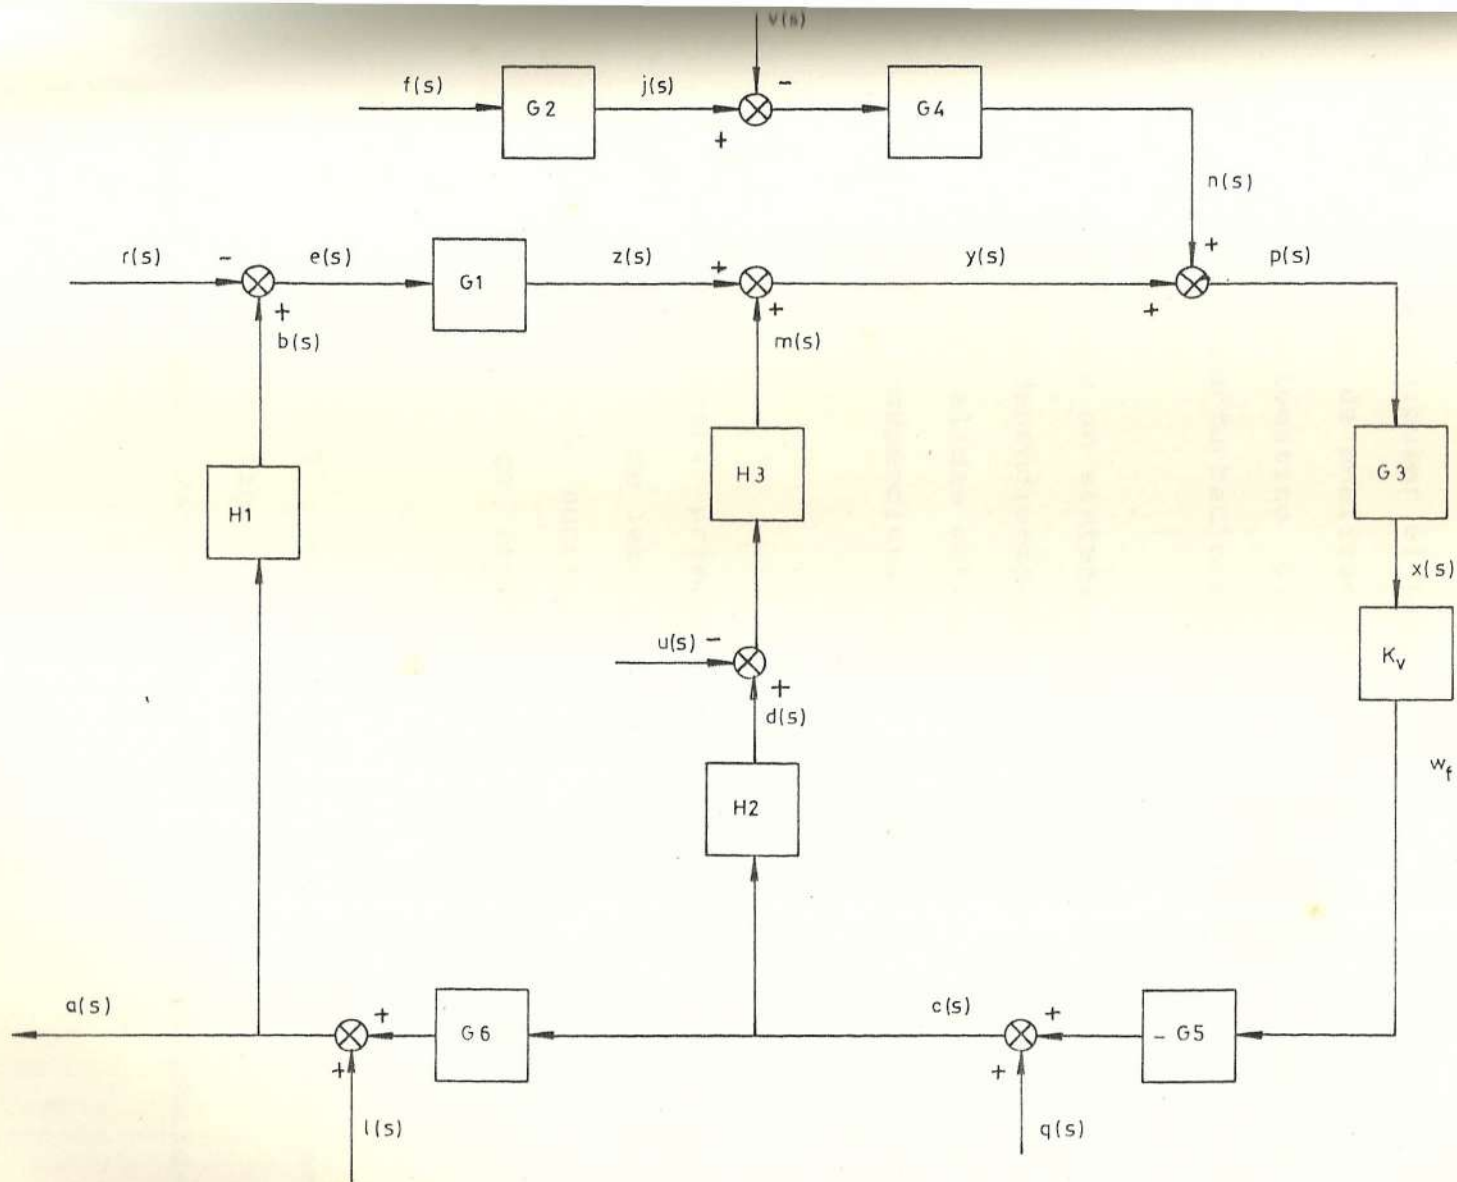 v(s)
f(s) G2 j(s) - G4
+
n(s)
r(s) - e(s) G1 z(s) + y(s) + p(s)
+ + +
b(s) m(s)
H1 H3 G3
x(s)
u(s) - Kv
+
d(s)
wf
H2
a(s) + G6 c(s) + - G5
+ +
l(s) q(s)